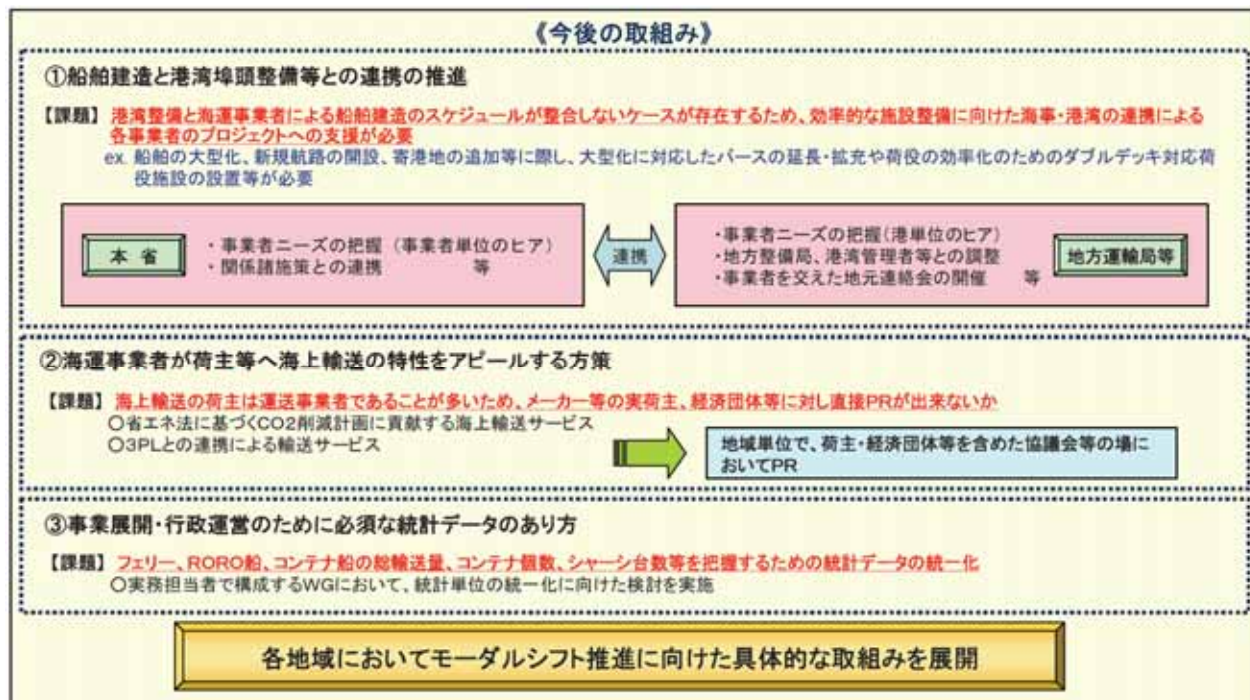 《今後の取組み》
①船舶建造と港湾埠頭整備等との連携の推進
【課題】 港湾整備と海運事業者による船舶建造のスケジュールが整合しないケースが存在するため、効率的な施設整備に向けた海事・港湾の連携による
各事業者のプロジェクトへの支援が必要
ex. 船舶の大型化、新規航路の開設、寄港地の追加等に際し、大型化に対応したバースの延長・拡充や荷役の効率化のためのダブルデッキ対応荷
役施設の設置等が必要
本 省
・事業者ニーズの把握 (事業者単位のヒア)
・関係諸施策との連携 等
連携
・事業者ニーズの把握(港単位のヒア)
・地方整備局、港湾管理者等との調整
・事業者を交えた地元連絡会の開催 等
地方運輸局等
②海運事業者が荷主等へ海上輸送の特性をアピールする方策
【課題】 海上輸送の荷主は運送事業者であることが多いため、メーカー等の実荷主、経済団体等に対し直接PRが出来ないか
○省エネ法に基づくCO2削減計画に貢献する海上輸送サービス
○3PLとの連携による輸送サービス
地域単位で、荷主・経済団体等を含めた協議会等の場に
おいてPR
③事業展開・行政運営のために必須な統計データのあり方
【課題】 フェリー、RORO船、コンテナ船の総輸送量、コンテナ個数、シャーシ台数等を把握するための統計データの統一化
○実務担当者で構成するWGにおいて、統計単位の統一化に向けた検討を実施
各地域においてモーダルシフト推進に向けた具体的な取組みを展開